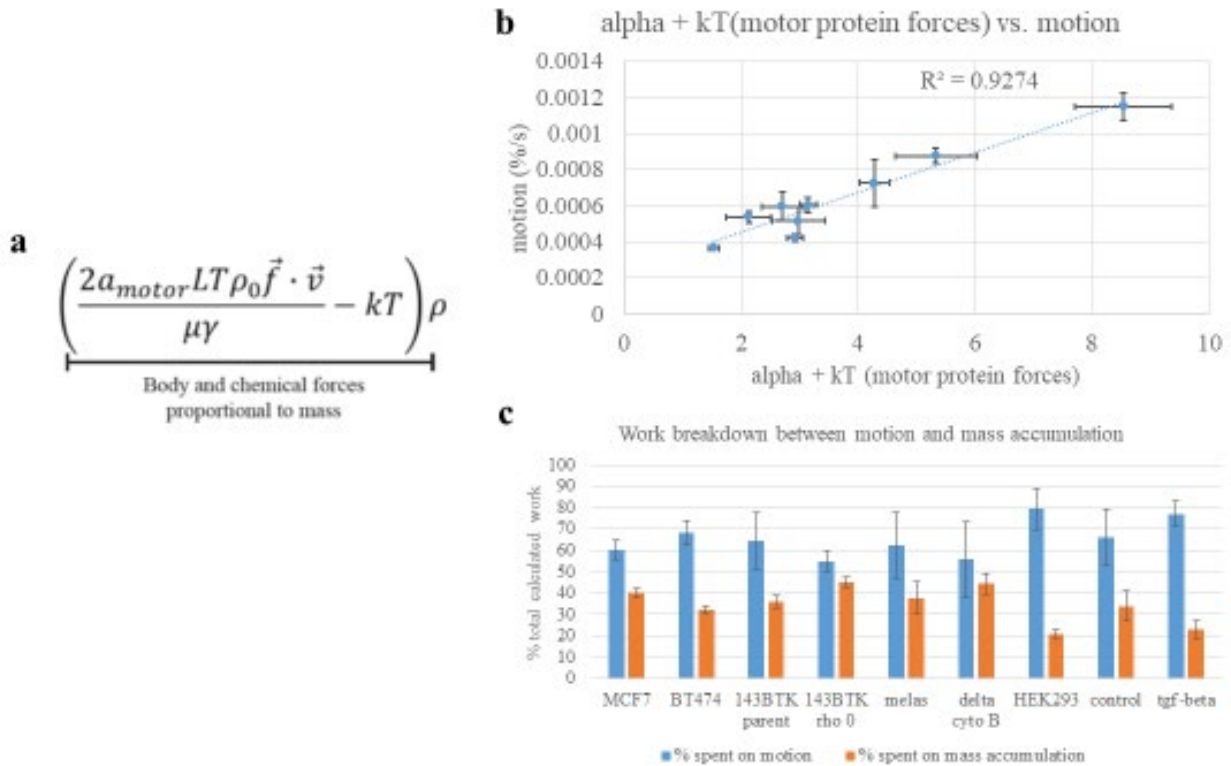 a
(2a_motor LTρ₀f⃗ · v⃗ / μγ − kT)ρ
Body and chemical forces
proportional to mass
b
alpha + kT(motor protein forces) vs. motion
R² = 0.9274
motion (%/s)
0.0014
0.0012
0.001
0.0008
0.0006
0.0004
0.0002
0
0 2 4 6 8 10
alpha + kT (motor protein forces)
c
Work breakdown between motion and mass accumulation
% total calculated work
100
90
80
70
60
50
40
30
20
10
0
MCF7 BT474 143BTK 143BTK melas delta HEK293 control tgf-beta
parent rho 0 cyto B
% spent on motion % spent on mass accumulation